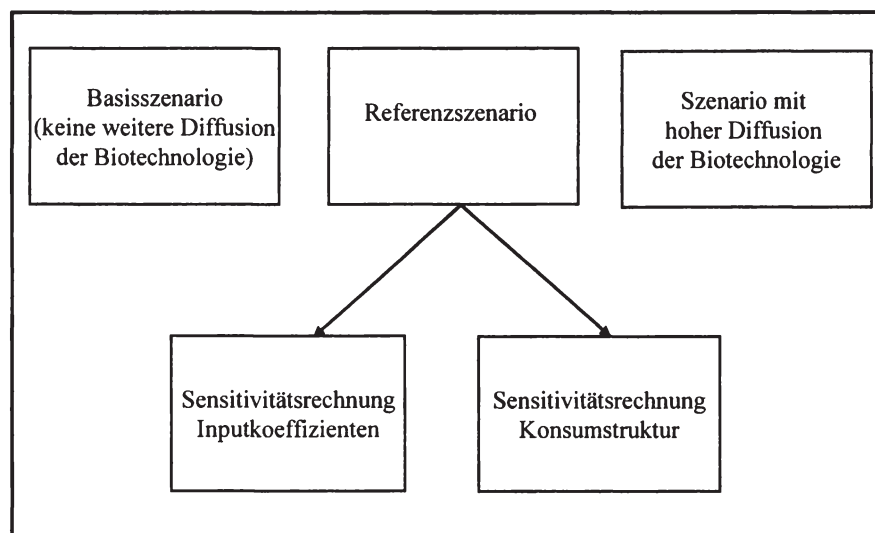 Basisszenario
(keine weitere Diffusion
der Biotechnologie)
Referenzszenario
Szenario mit
hoher Diffusion
der Biotechnologie
Sensitivitätsrechnung
Inputkoeffizienten
Sensitivitätsrechnung
Konsumstruktur